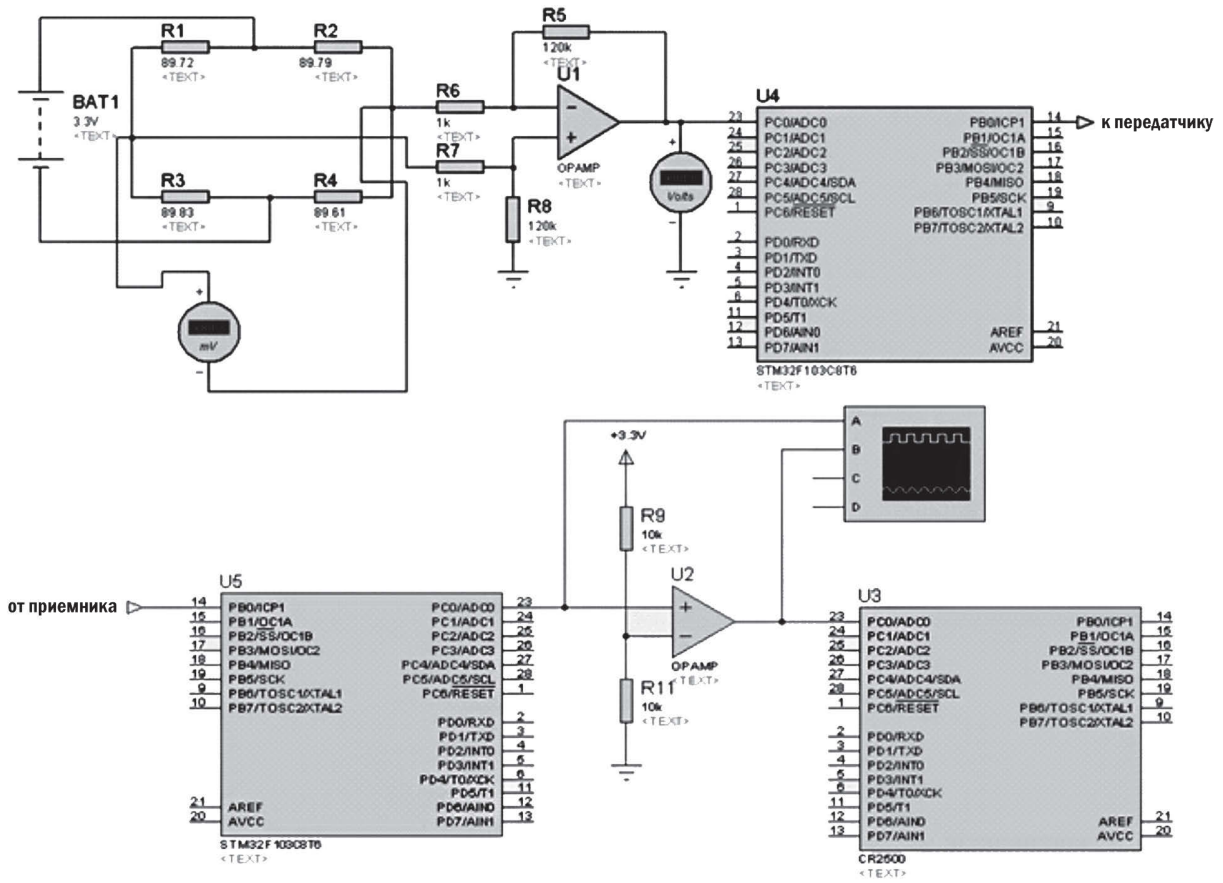 R1
89.72
<TEXT>
R2
89.79
<TEXT>
BAT1
3.3V
<TEXT>
R3
89.83
<TEXT>
R4
89.61
<TEXT>
+
mV
-
R5
120k
<TEXT>
R6
1k
<TEXT>
R7
1k
<TEXT>
R8
120k
<TEXT>
U1
-
+
OPAMP
<TEXT>
+
Volts
-
U4
23 PC0/ADC0
24 PC1/ADC1
25 PC2/ADC2
26 PC3/ADC3
27 PC4/ADC4/SDA
28 PC5/ADC5/SCL
1 PC6/RESET
2 PD0/RXD
3 PD1/TXD
4 PD2/INT0
5 PD3/INT1
6 PD4/T0/XCK
11 PD5/T1
12 PD6/AIN0
13 PD7/AIN1
PB0/ICP1 14
PB1/OC1A 15
PB2/SS/OC1B 16
PB3/MOSI/OC2 17
PB4/MISO 18
PB5/SCK 19
PB6/TOSC1/XTAL1 9
PB7/TOSC2/XTAL2 10
AREF 21
AVCC 20
STM32F103C8T6
<TEXT>
к передатчику
A
B
C
D
+3.3V
R9
10k
<TEXT>
R11
10k
<TEXT>
U2
+
-
OPAMP
<TEXT>
от приемника
U5
14 PB0/ICP1
15 PB1/OC1A
16 PB2/SS/OC1B
17 PB3/MOSI/OC2
18 PB4/MISO
19 PB5/SCK
9 PB6/TOSC1/XTAL1
10 PB7/TOSC2/XTAL2
21 AREF
20 AVCC
PC0/ADC0 23
PC1/ADC1 24
PC2/ADC2 25
PC3/ADC3 26
PC4/ADC4/SDA 27
PC5/ADC5/SCL 28
PC6/RESET 1
PD0/RXD 2
PD1/TXD 3
PD2/INT0 4
PD3/INT1 5
PD4/T0/XCK 6
PD5/T1 11
PD6/AIN0 12
PD7/AIN1 13
STM32F103C8T6
<TEXT>
U3
23 PC0/ADC0
24 PC1/ADC1
25 PC2/ADC2
26 PC3/ADC3
27 PC4/ADC4/SDA
28 PC5/ADC5/SCL
1 PC6/RESET
2 PD0/RXD
3 PD1/TXD
4 PD2/INT0
5 PD3/INT1
6 PD4/T0/XCK
11 PD5/T1
12 PD6/AIN0
13 PD7/AIN1
PB0/ICP1 14
PB1/OC1A 15
PB2/SS/OC1B 16
PB3/MOSI/OC2 17
PB4/MISO 18
PB5/SCK 19
PB6/TOSC1/XTAL1 9
PB7/TOSC2/XTAL2 10
AREF 21
AVCC 20
CR2500
<TEXT>